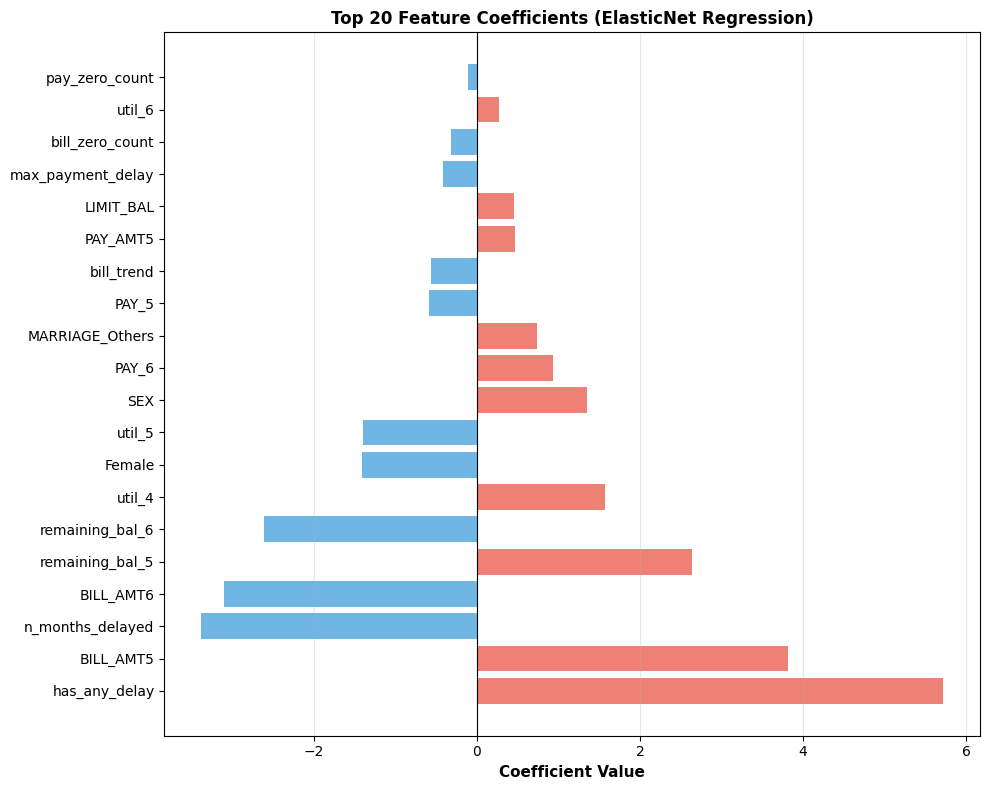 Top 20 Feature Coefficients (ElasticNet Regression)
pay_zero_count
util_6
bill_zero_count
max_payment_delay
LIMIT_BAL
PAY_AMT5
bill_trend
PAY_5
MARRIAGE_Others
PAY_6
SEX
util_5
Female
util_4
remaining_bal_6
remaining_bal_5
BILL_AMT6
n_months_delayed
BILL_AMT5
has_any_delay
−2 0 2 4 6
Coefficient Value